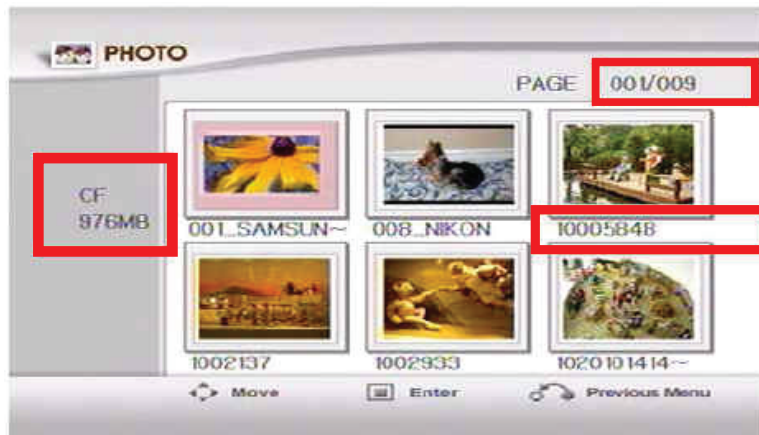 PHOTO
PAGE 001/009
CF
976MB
001_SAMSUN~ 008_NIKON 10005848
1002137 1002933 1020101414~
Move Enter Previous Menu